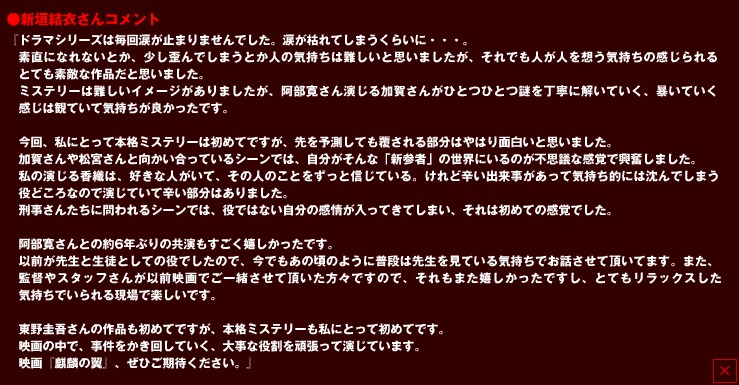 ●新垣結衣さんコメント
『ドラマシリーズは毎回涙が止まりませんでした。涙が枯れてしまうくらいに・・・。
素直になれないとか、少し歪んでしまうとか人の気持ちは難しいと思いましたが、それでも人が人を想う気持ちの感じられる
とても素敵な作品だと思いました。
ミステリーは難しいイメージがありましたが、阿部寛さん演じる加賀さんがひとつひとつ謎を丁寧に解いていく、暴いていく
感じは観ていて気持ちが良かったです。
今回、私にとって本格ミステリーは初めてですが、先を予測しても覆される部分はやはり面白いと思いました。
加賀さんや松宮さんと向かい合っているシーンでは、自分がそんな「新参者」の世界にいるのが不思議な感覚で興奮しました。
私の演じる香織は、好きな人がいて、その人のことをずっと信じている。けれど辛い出来事があって気持ち的には沈んでしまう
役どころなので演じていて辛い部分はありました。
刑事さんたちに問われるシーンでは、役ではない自分の感情が入ってきてしまい、それは初めての感覚でした。
阿部寛さんとの約6年ぶりの共演もすごく嬉しかったです。
以前が先生と生徒としての役でしたので、今でもあの頃のように普段は先生を見ている気持ちでお話させて頂いてます。また、
監督やスタッフさんが以前映画でご一緒させて頂いた方々ですので、それもまた嬉しかったですし、とてもリラックスした
気持ちでいられる現場で楽しいです。
東野圭吾さんの作品も初めてですが、本格ミステリーも私にとって初めてです。
映画の中で、事件をかき回していく、大事な役割を頑張って演じています。
映画『麒麟の翼』、ぜひご期待ください。』